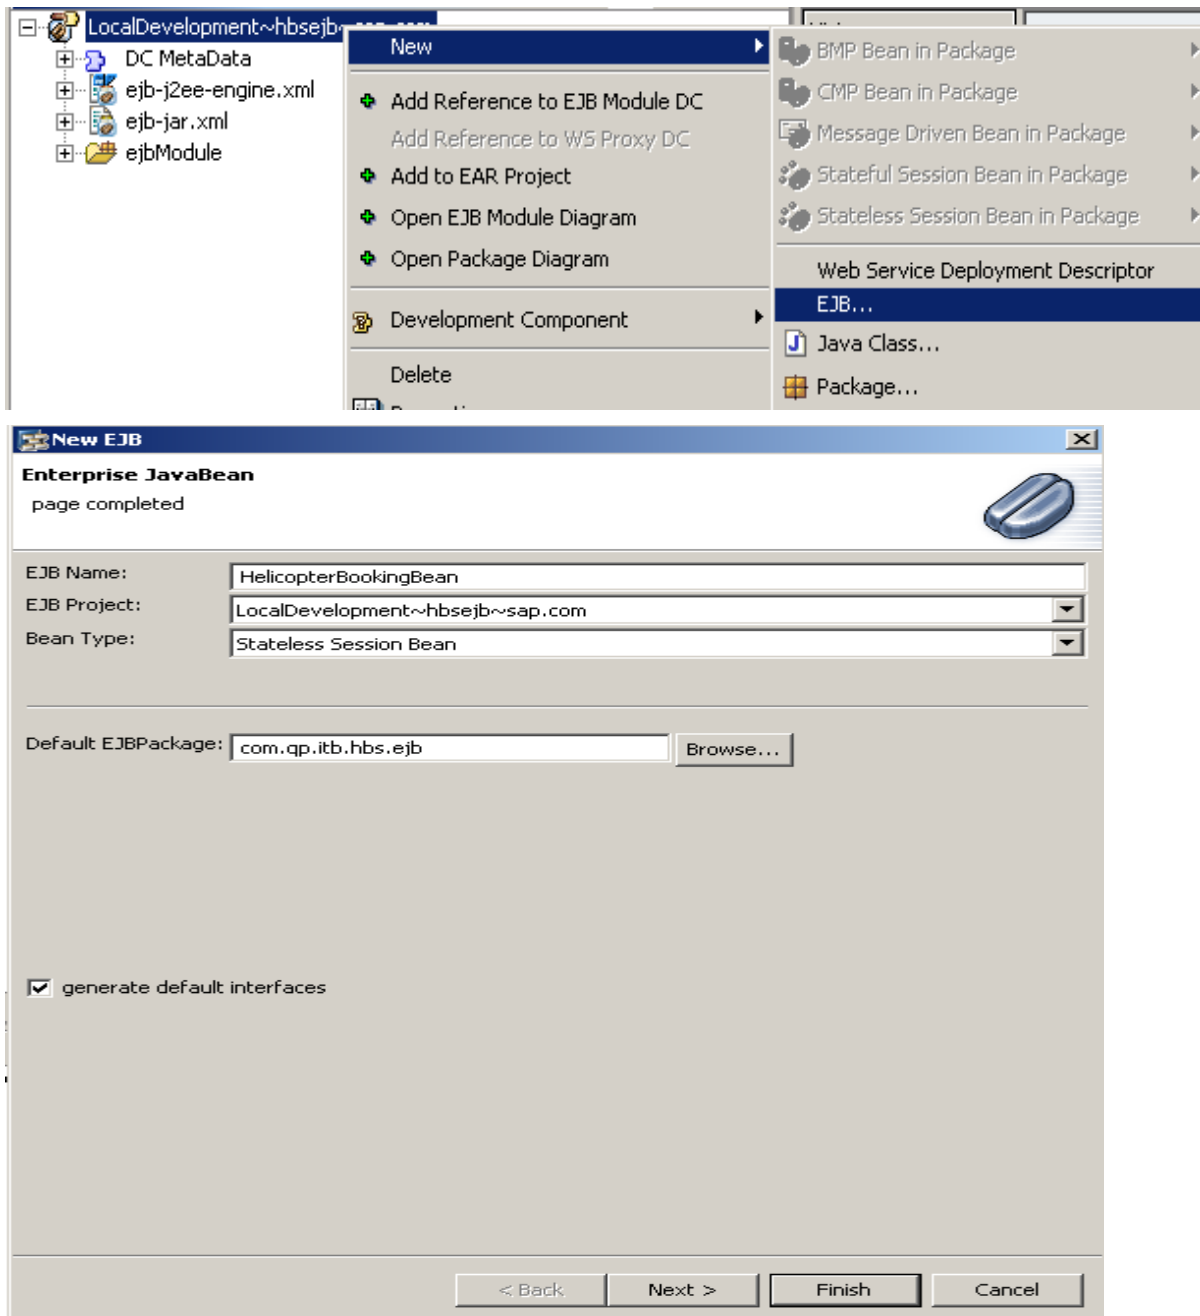 LocalDevelopment~hbsejb~
DC MetaData
ejb-j2ee-engine.xml
ejb-jar.xml
ejbModule
New
Add Reference to EJB Module DC
Add Reference to WS Proxy DC
Add to EAR Project
Open EJB Module Diagram
Open Package Diagram
Development Component
Delete
BMP Bean in Package
CMP Bean in Package
Message Driven Bean in Package
Stateful Session Bean in Package
Stateless Session Bean in Package
Web Service Deployment Descriptor
EJB...
Java Class...
Package...
New EJB
Enterprise JavaBean
page completed
EJB Name: HelicopterBookingBean
EJB Project: LocalDevelopment~hbsejb~sap.com
Bean Type: Stateless Session Bean
Default EJBPackage: com.qp.itb.hbs.ejb Browse...
generate default interfaces
< Back Next > Finish Cancel